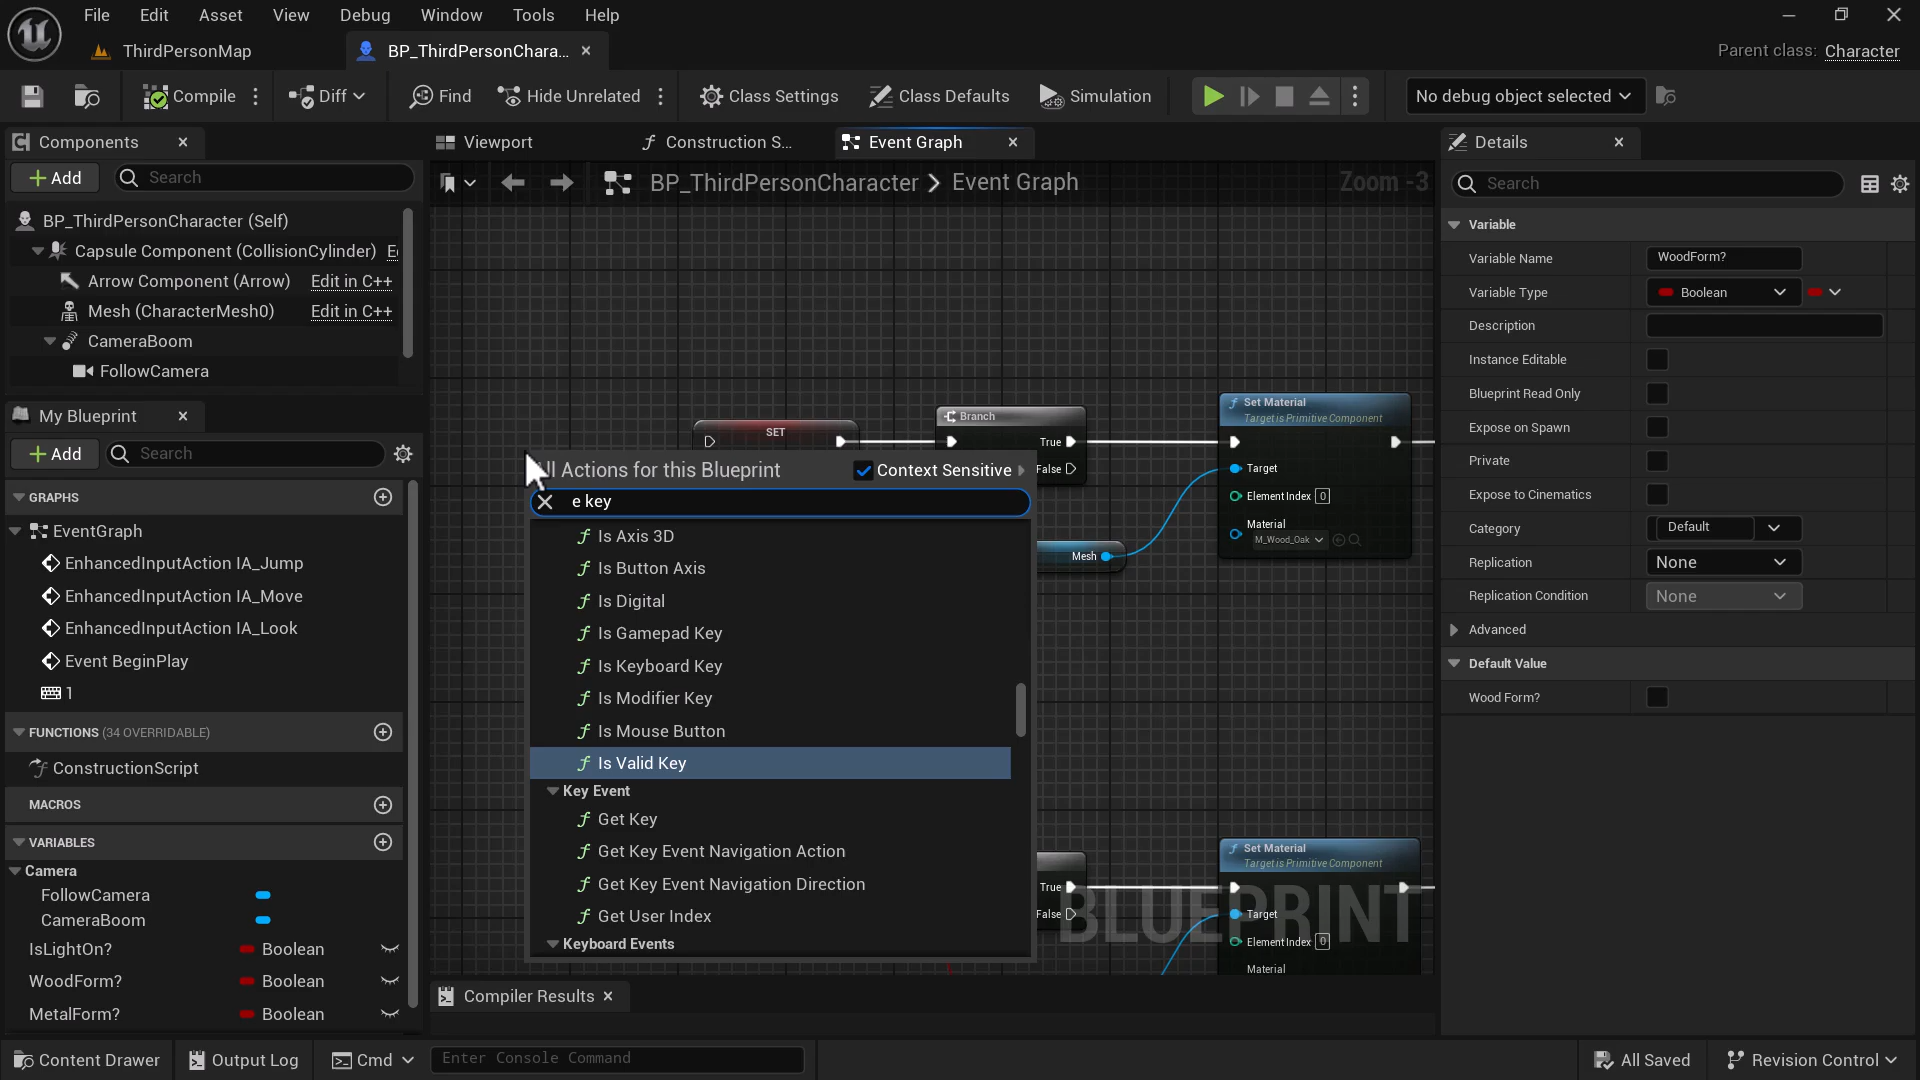 File Edit Asset View Debug Window Tools Help
ThirdPersonMap
BP_ThirdPersonChara...
Parent class: Character
Compile
Diff
Find
Hide Unrelated
Class Settings
Class Defaults
Simulation
No debug object selected
Components
Add
Search
BP_ThirdPersonCharacter (Self)
Capsule Component (CollisionCylinder)
Arrow Component (Arrow) Edit in C++
Mesh (CharacterMesh0) Edit in C++
CameraBoom
FollowCamera
My Blueprint
Add
Search
GRAPHS
EventGraph
EnhancedInputAction IA_Jump
EnhancedInputAction IA_Move
EnhancedInputAction IA_Look
Event BeginPlay
1
FUNCTIONS (34 OVERRIDABLE)
ConstructionScript
MACROS
VARIABLES
Camera
FollowCamera
CameraBoom
IsLightOn? Boolean
WoodForm? Boolean
MetalForm? Boolean
Viewport
Construction S...
Event Graph
BP_ThirdPersonCharacter > Event Graph
Zoom -3
SET
Branch
True
False
Set Material
Target is Primitive Component
Target
Element Index 0
Material
M_Wood_Oak
Mesh
Actions for this Blueprint
Context Sensitive
e key
Is Axis 3D
Is Button Axis
Is Digital
Is Gamepad Key
Is Keyboard Key
Is Modifier Key
Is Mouse Button
Is Valid Key
Key Event
Get Key
Get Key Event Navigation Action
Get Key Event Navigation Direction
Get User Index
Keyboard Events
True
False
Set Material
Target is Primitive Component
Target
Element Index 0
Material
BLUEPRINT
Compiler Results
Details
Search
Variable
Variable Name WoodForm?
Variable Type Boolean
Description
Instance Editable
Blueprint Read Only
Expose on Spawn
Private
Expose to Cinematics
Category Default
Replication None
Replication Condition None
Advanced
Default Value
Wood Form?
Content Drawer
Output Log
Cmd
Enter Console Command
All Saved
Revision Control